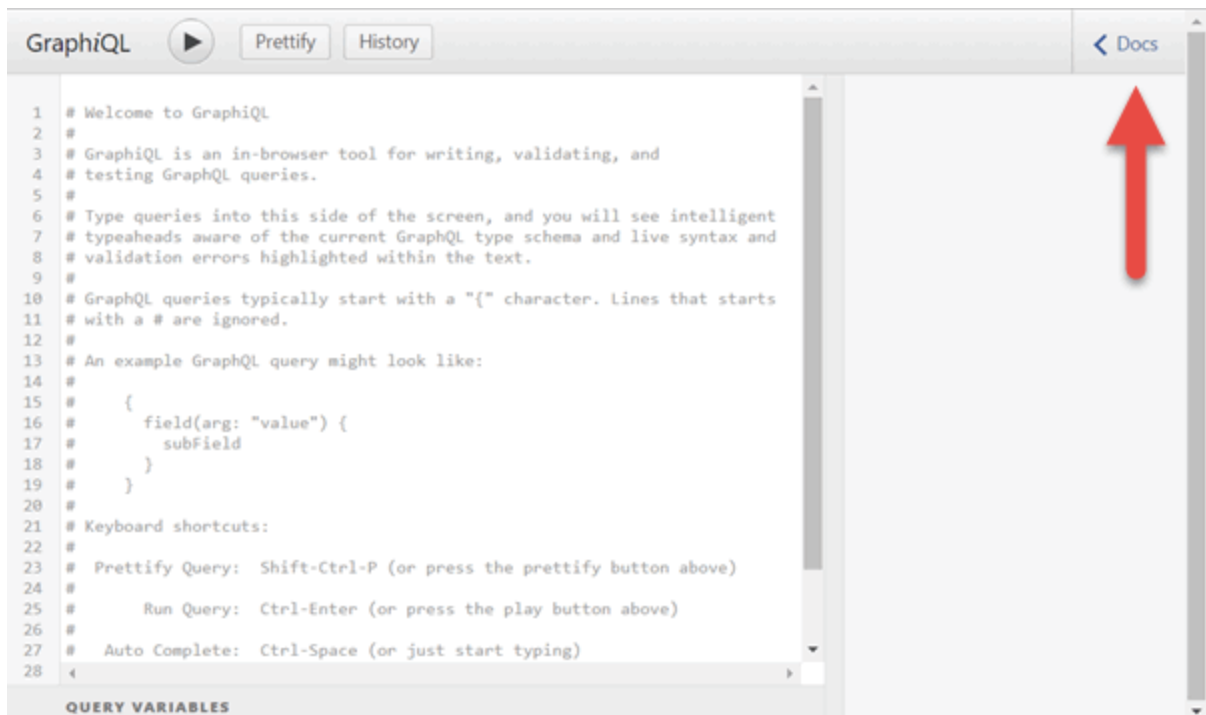 GraphiQL Prettify History Docs
1 # Welcome to GraphiQL
2 #
3 # GraphiQL is an in-browser tool for writing, validating, and
4 # testing GraphQL queries.
5 #
6 # Type queries into this side of the screen, and you will see intelligent
7 # typeaheads aware of the current GraphQL type schema and live syntax and
8 # validation errors highlighted within the text.
9 #
10 # GraphQL queries typically start with a "{" character. Lines that starts
11 # with a # are ignored.
12 #
13 # An example GraphQL query might look like:
14 #
15 #     {
16 #       field(arg: "value") {
17 #         subField
18 #       }
19 #     }
20 #
21 # Keyboard shortcuts:
22 #
23 #  Prettify Query:  Shift-Ctrl-P (or press the prettify button above)
24 #
25 #       Run Query:  Ctrl-Enter (or press the play button above)
26 #
27 #   Auto Complete:  Ctrl-Space (or just start typing)
28
QUERY VARIABLES